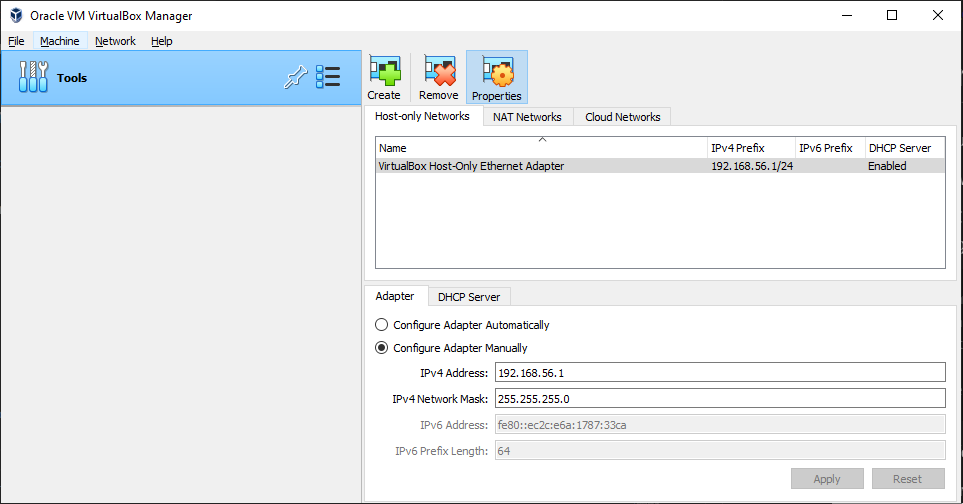 Oracle VM VirtualBox Manager
File Machine Network Help
Tools
Create Remove Properties
Host-only Networks NAT Networks Cloud Networks
Name IPv4 Prefix IPv6 Prefix DHCP Server
VirtualBox Host-Only Ethernet Adapter 192.168.56.1/24 Enabled
Adapter DHCP Server
Configure Adapter Automatically
Configure Adapter Manually
IPv4 Address: 192.168.56.1
IPv4 Network Mask: 255.255.255.0
IPv6 Address: fe80::ec2c:e6a:1787:33ca
IPv6 Prefix Length: 64
Apply Reset